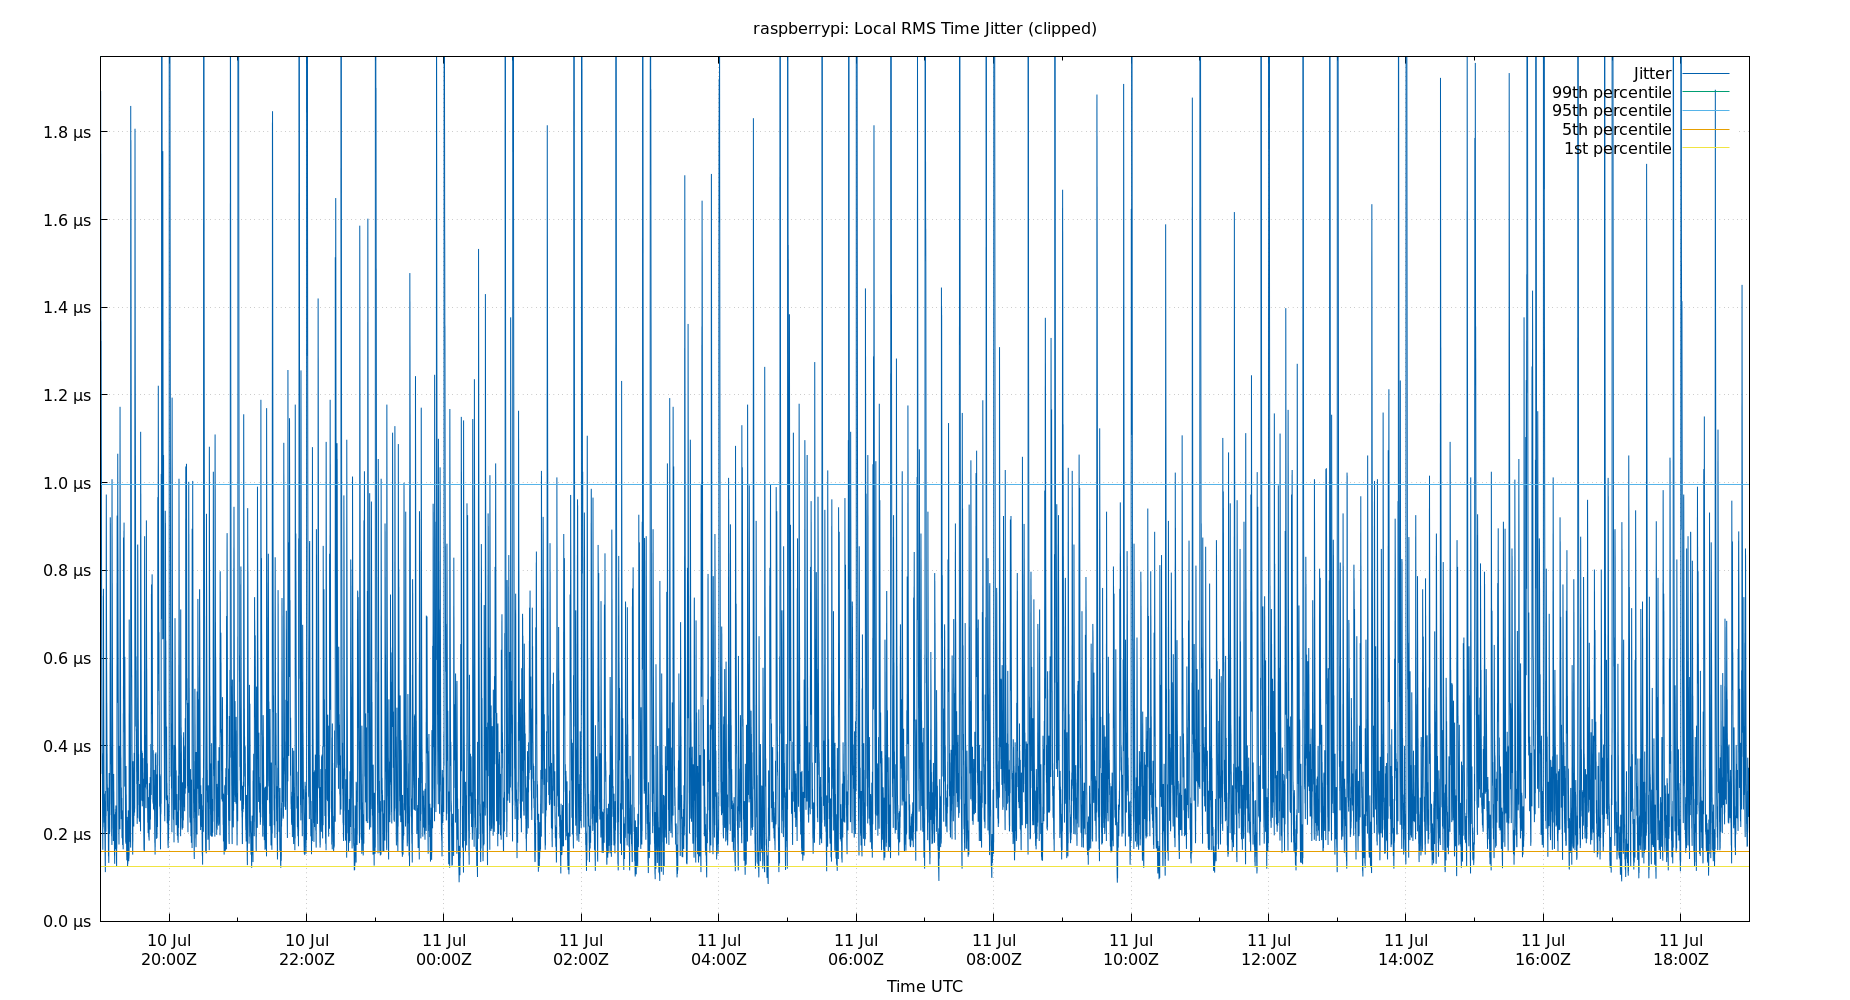 raspberrypi: Local RMS Time Jitter (clipped)
Jitter
99th percentile
95th percentile
5th percentile
1st percentile
1.8 µs
1.6 µs
1.4 µs
1.2 µs
1.0 µs
0.8 µs
0.6 µs
0.4 µs
0.2 µs
0.0 µs
10 Jul 10 Jul 11 Jul 11 Jul 11 Jul 11 Jul 11 Jul 11 Jul 11 Jul 11 Jul 11 Jul 11 Jul
20:00Z 22:00Z 00:00Z 02:00Z 04:00Z 06:00Z 08:00Z 10:00Z 12:00Z 14:00Z 16:00Z 18:00Z
Time UTC